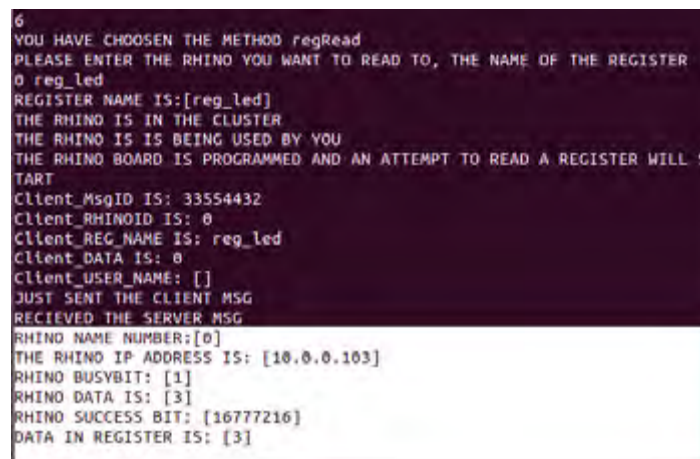 6
YOU HAVE CHOOSEN THE METHOD regRead
PLEASE ENTER THE RHINO YOU WANT TO READ TO, THE NAME OF THE REGISTER
0 reg_led
REGISTER NAME IS:[reg_led]
THE RHINO IS IN THE CLUSTER
THE RHINO IS IS BEING USED BY YOU
THE RHINO BOARD IS PROGRAMMED AND AN ATTEMPT TO READ A REGISTER WILL S
TART
Client_MsgID IS: 33554432
Client_RHINOID IS: 0
Client_REG_NAME IS: reg_led
Client_DATA IS: 0
Client_USER_NAME: []
JUST SENT THE CLIENT MSG
RECIEVED THE SERVER MSG
RHINO NAME NUMBER:[0]
THE RHINO IP ADDRESS IS: [10.0.0.103]
RHINO BUSYBIT: [1]
RHINO DATA IS: [3]
RHINO SUCCESS BIT: [16777216]
DATA IN REGISTER IS: [3]